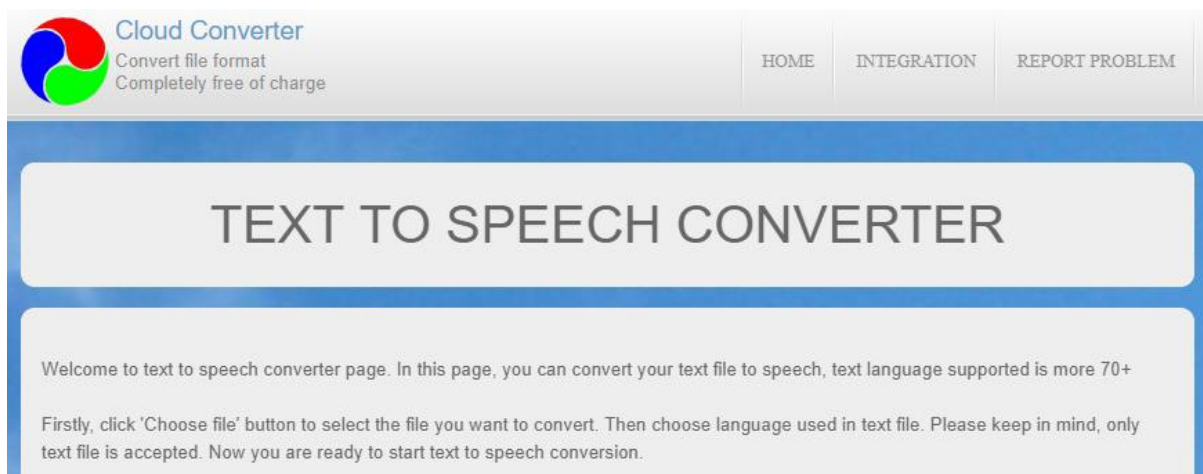 Cloud Converter
Convert file format
Completely free of charge
HOME
INTEGRATION
REPORT PROBLEM
TEXT TO SPEECH CONVERTER
Welcome to text to speech converter page. In this page, you can convert your text file to speech, text language supported is more 70+
Firstly, click 'Choose file' button to select the file you want to convert. Then choose language used in text file. Please keep in mind, only
text file is accepted. Now you are ready to start text to speech conversion.